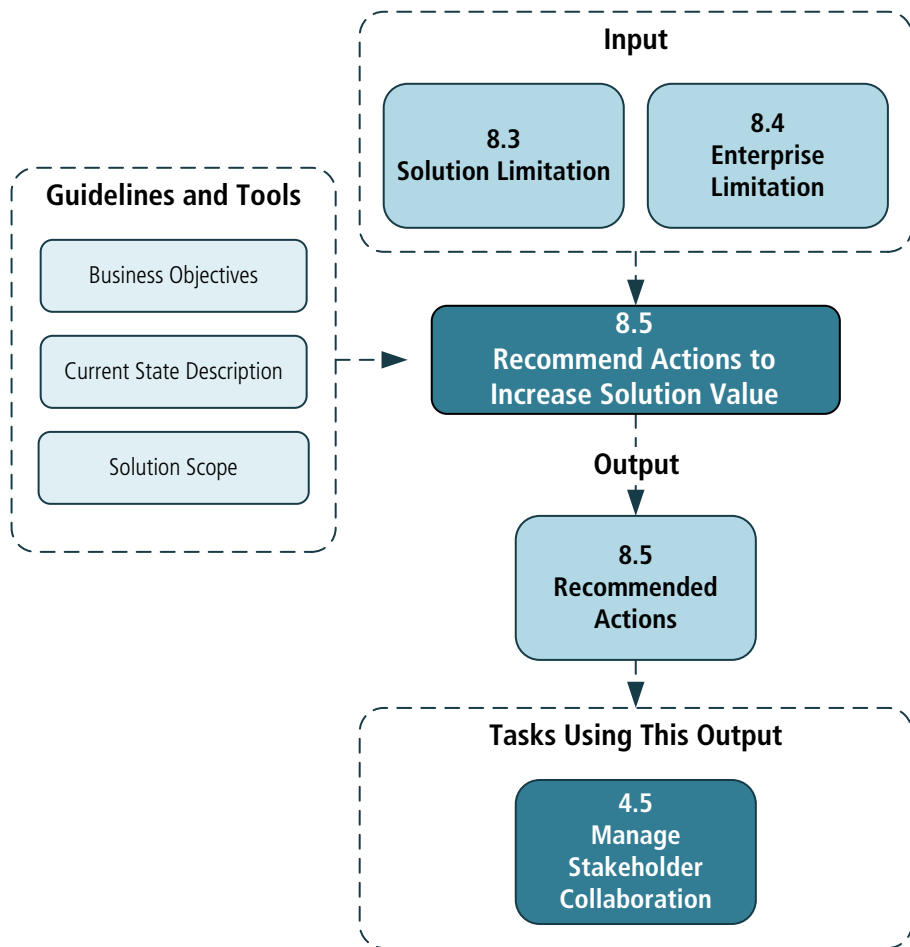 Input
8.3
Solution Limitation
8.4
Enterprise
Limitation
Guidelines and Tools
Business Objectives
Current State Description
Solution Scope
8.5
Recommend Actions to
Increase Solution Value
Output
8.5
Recommended
Actions
Tasks Using This Output
4.5
Manage
Stakeholder
Collaboration